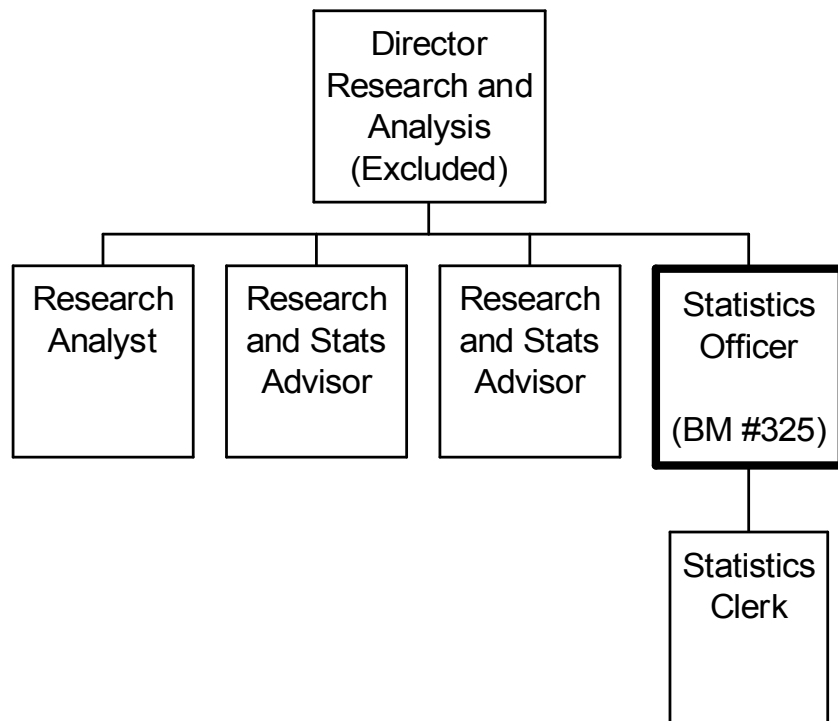 Director
Research and
Analysis
(Excluded)
Research
Analyst
Research
and Stats
Advisor
Research
and Stats
Advisor
Statistics
Officer
(BM #325)
Statistics
Clerk